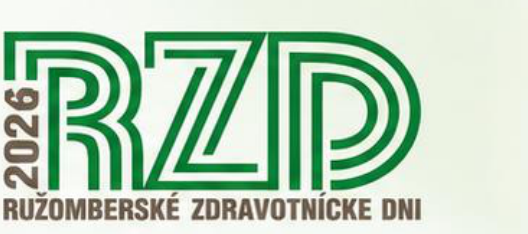 2026
RZD
RUŽOMBERSKÉ ZDRAVOTNÍCKE DNI